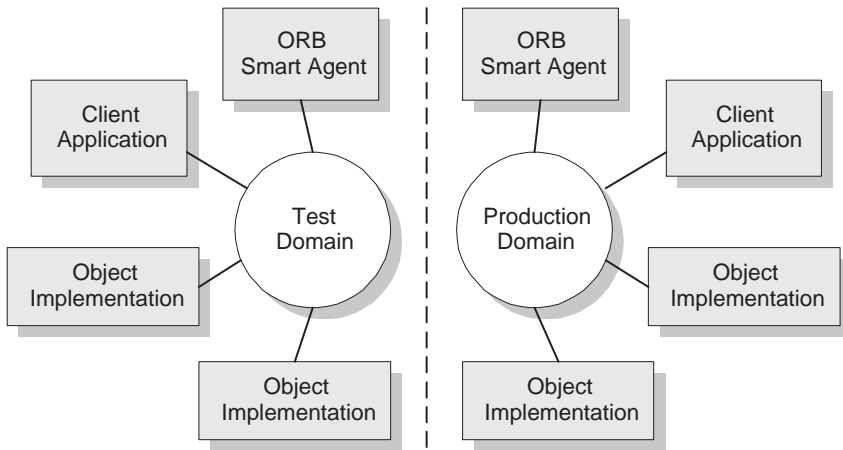 ORB
Smart Agent
Client
Application
Test
Domain
Object
Implementation
Object
Implementation
ORB
Smart Agent
Client
Application
Production
Domain
Object
Implementation
Object
Implementation